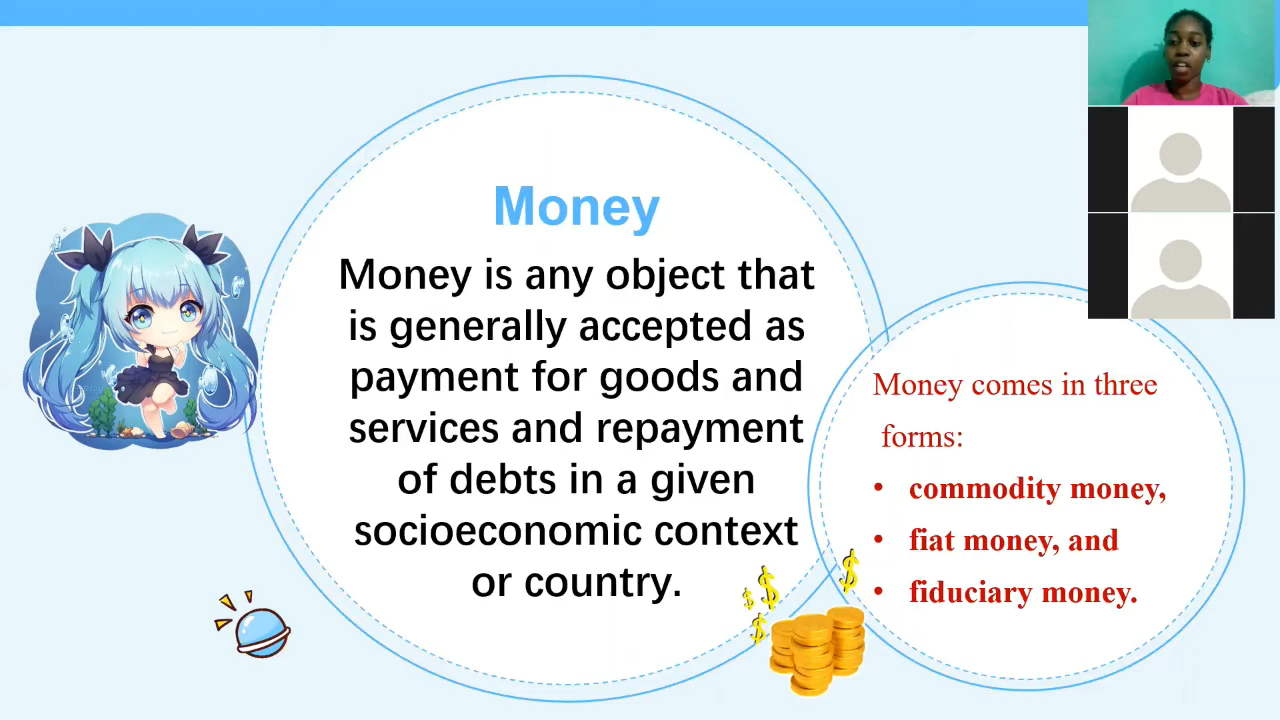 Money
Money is any object that
is generally accepted as
payment for goods and
services and repayment
of debts in a given
socioeconomic context
or country.
Money comes in three
forms:
• commodity money,
• fiat money, and
• fiduciary money.